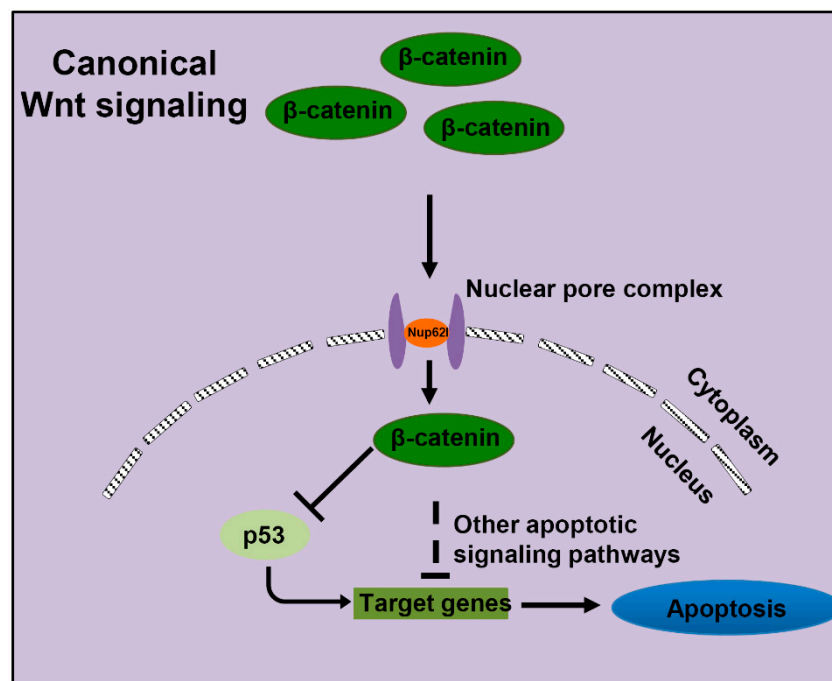 Canonical
Wnt signaling
β-catenin
β-catenin
β-catenin
Nuclear pore complex
Nup62l
Cytoplasm
Nucleus
β-catenin
p53
Other apoptotic
signaling pathways
Target genes
Apoptosis